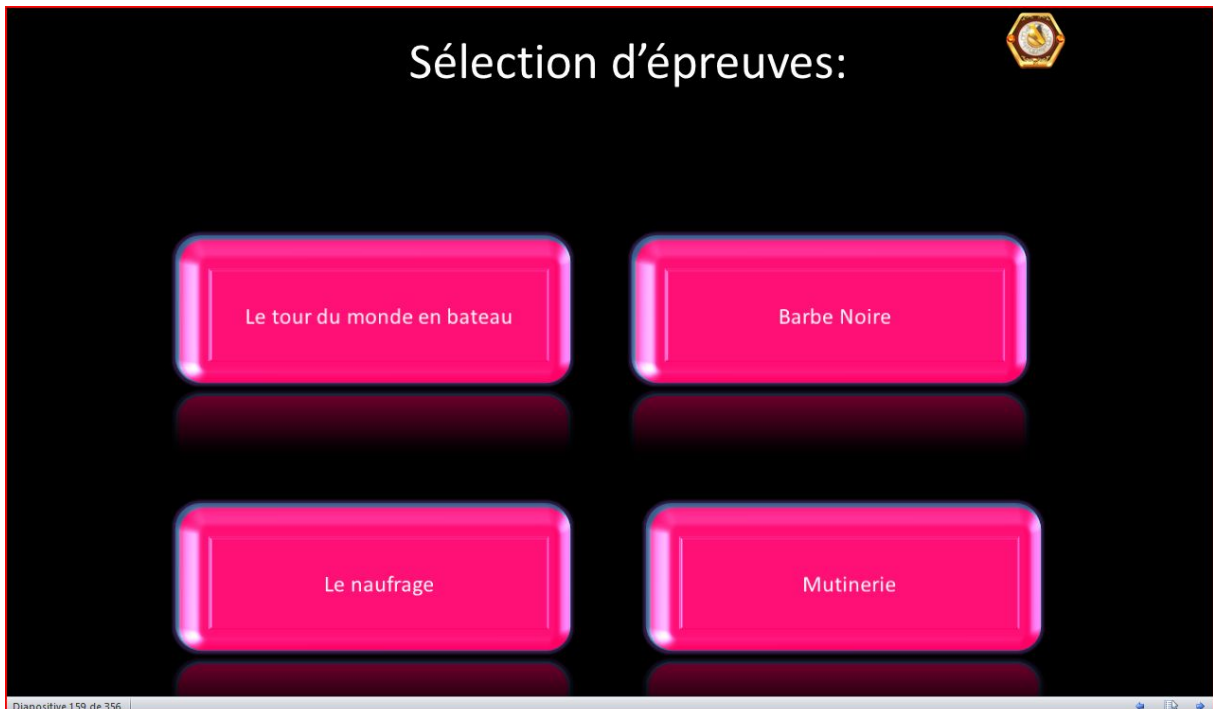 Sélection d'épreuves:
Le tour du monde en bateau
Barbe Noire
Le naufrage
Mutinerie
Diapositive 159 de 356